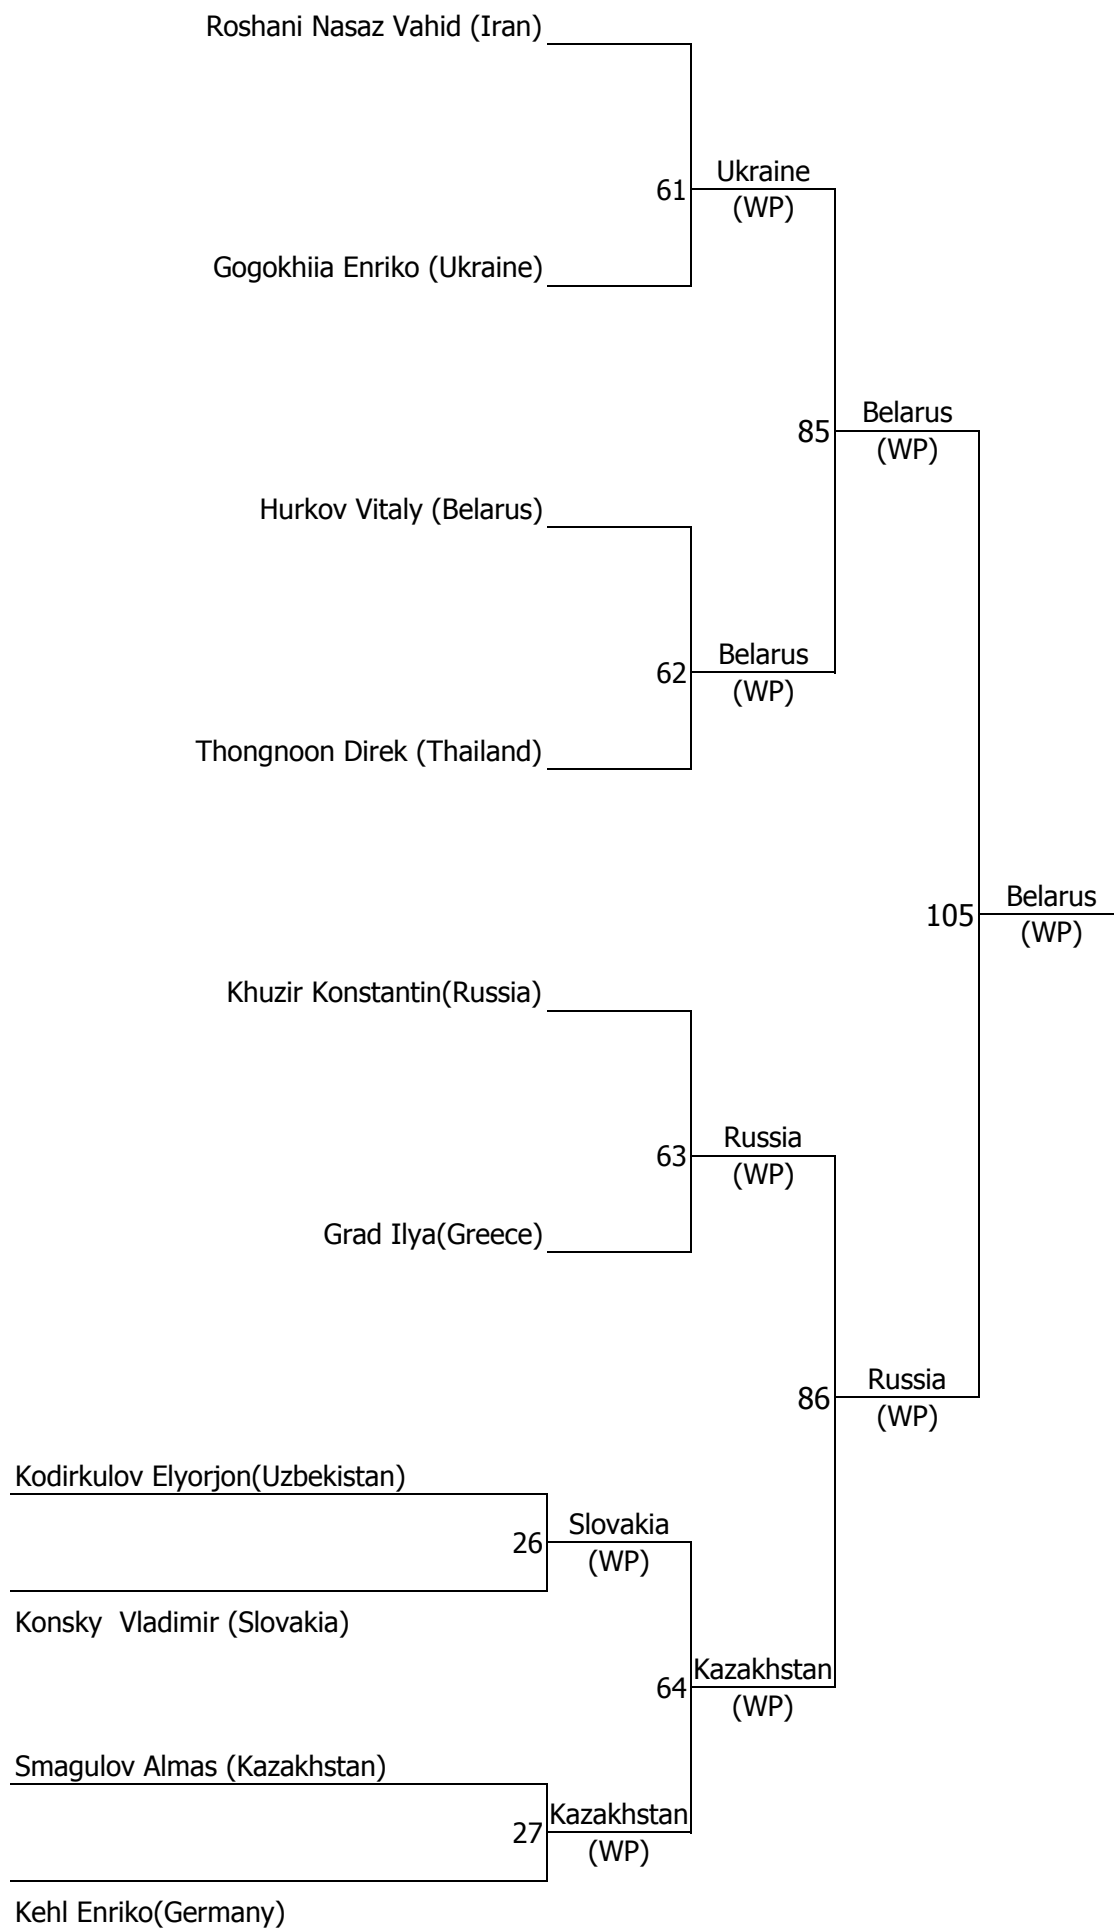 Roshani Nasaz Vahid (Iran)
61
Ukraine
(WP)
Gogokhiia Enriko (Ukraine)
85
Belarus
(WP)
Hurkov Vitaly (Belarus)
62
Belarus
(WP)
Thongnoon Direk (Thailand)
105
Belarus
(WP)
Khuzir Konstantin(Russia)
63
Russia
(WP)
Grad Ilya(Greece)
86
Russia
(WP)
Kodirkulov Elyorjon(Uzbekistan)
26
Slovakia
(WP)
Konsky  Vladimir (Slovakia)
64
Kazakhstan
(WP)
Smagulov Almas (Kazakhstan)
27
Kazakhstan
(WP)
Kehl Enriko(Germany)